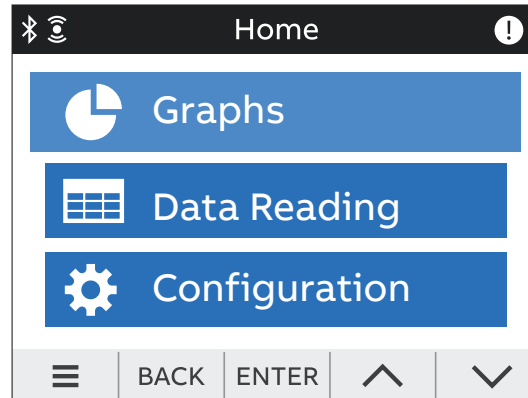 Home
Graphs
Data Reading
Configuration
BACK ENTER